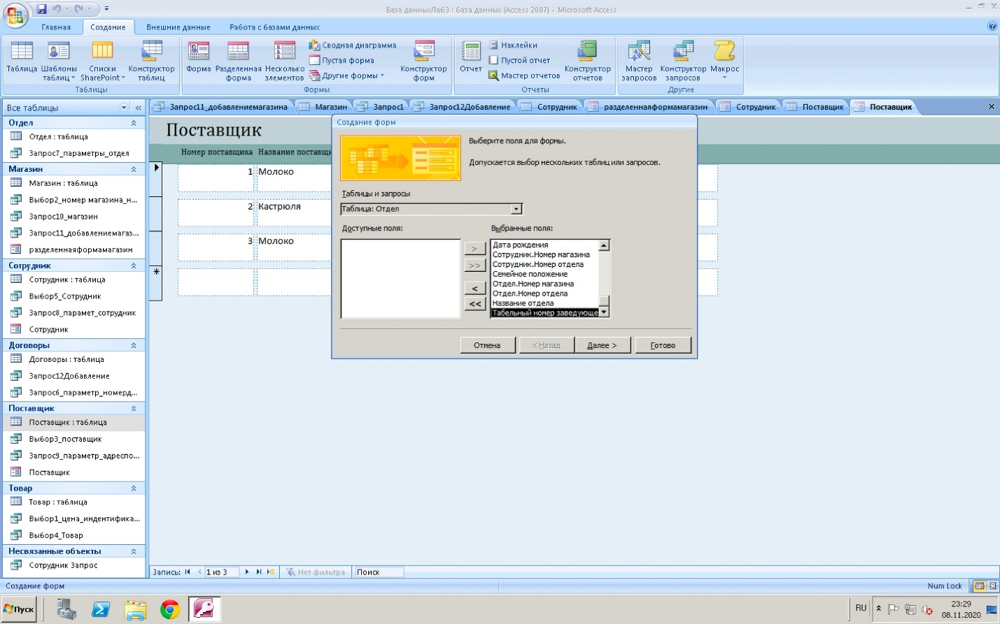 База данныхЛаб3 : база данных (Access 2007) - Microsoft Access
Главная
Создание
Внешние данные
Работа с базами данных
Таблица
Шаблоны таблиц
Списки SharePoint
Конструктор таблиц
Таблицы
Форма
Разделенная форма
Несколько элементов
Сводная диаграмма
Пустая форма
Другие формы
Конструктор форм
Формы
Отчет
Наклейки
Пустой отчет
Мастер отчетов
Конструктор отчетов
Отчеты
Мастер запросов
Конструктор запросов
Макрос
Другие
Все таблицы
Запрос11_добавлениемагазина
Магазин
Запрос1
Запрос12Добавление
Сотрудник
разделеннаяформамагазин
Сотрудник
Поставщик
Поставщик
Отдел
Отдел : таблица
Запрос7_параметры_отдел
Магазин
Магазин : таблица
Выбор2_номер магазина_н...
Запрос10_магазин
Запрос11_добавлениемагаз...
разделеннаяформамагазин
Сотрудник
Сотрудник : таблица
Выбор5_Сотрудник
Запрос8_парамет_сотрудник
Сотрудник
Договоры
Договоры : таблица
Запрос12Добавление
Запрос6_параметр_номерд...
Поставщик
Поставщик : таблица
Выбор3_поставщик
Запрос9_параметр_адреспо...
Поставщик
Товар
Товар : таблица
Выбор1_цена_индентифика...
Выбор4_Товар
Несвязанные объекты
Сотрудник Запрос
Поставщик
Номер поставщика Название поставщи
1 Молоко
2 Кастрюля
3 Молоко
Создание форм
Выберите поля для формы.
Допускается выбор нескольких таблиц или запросов.
Таблицы и запросы
Таблица: Отдел
Доступные поля:
Выбранные поля:
>
>>
<
<<
Дата рождения
Сотрудник.Номер магазина
Сотрудник.Номер отдела
Семейное положение
Отдел.Номер магазина
Отдел.Номер отдела
Название отдела
Табельный номер заведующе
Отмена
< Назад
Далее >
Готово
Запись: 1 из 3
Нет фильтра
Поиск
Создание форм
Num Lock
Пуск
RU
23:29
08.11.2020